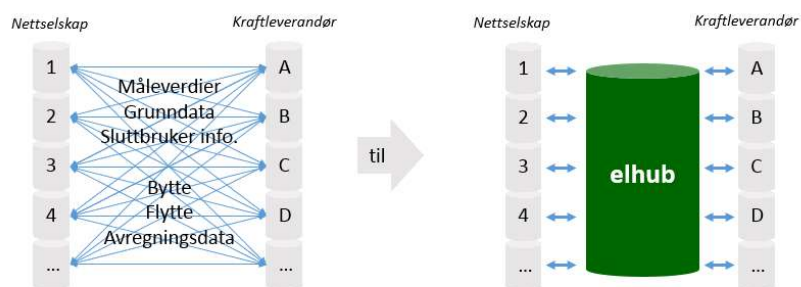 Nettselskap
Kraftleverandør
1
A
Måleverdier
2
Grunndata
B
Sluttbruker info.
3
C
Bytte
4
Flytte
D
Avregningsdata
...
...
til
Nettselskap
Kraftleverandør
1
A
2
B
3
elhub
C
4
D
...
...